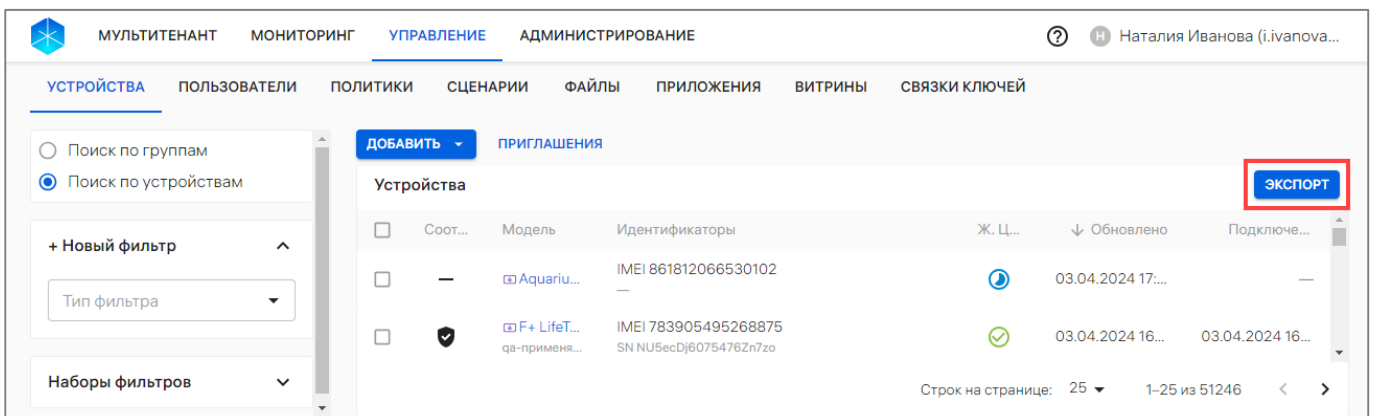 МУЛЬТИТЕНАНТ МОНИТОРИНГ УПРАВЛЕНИЕ АДМИНИСТРИРОВАНИЕ Н Наталия Иванова (i.ivanova...
УСТРОЙСТВА ПОЛЬЗОВАТЕЛИ ПОЛИТИКИ СЦЕНАРИИ ФАЙЛЫ ПРИЛОЖЕНИЯ ВИТРИНЫ СВЯЗКИ КЛЮЧЕЙ
Поиск по группам
Поиск по устройствам
+ Новый фильтр
Тип фильтра
Наборы фильтров
ДОБАВИТЬ ПРИГЛАШЕНИЯ
Устройства ЭКСПОРТ
Соот... Модель Идентификаторы Ж. Ц... Обновлено Подключе...
— Aquariu... IMEI 861812066530102 03.04.2024 17:... —
—
F+ LifeT... IMEI 783905495268875 03.04.2024 16... 03.04.2024 16...
qa-применя... SN NU5ecDj6075476Zn7zo
Строк на странице: 25 1–25 из 51246